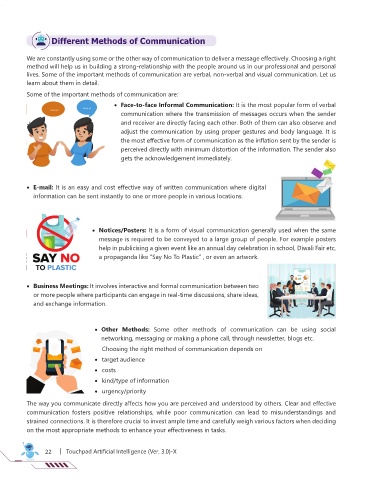 Different Methods of Communication
We are constantly using some or the other way of communication to deliver a message effectively. Choosing a right
method will help us in building a strong-relationship with the people around us in our professional and personal
lives. Some of the important methods of communication are verbal, non-verbal and visual communication. Let us
learn about them in detail.
Some of the important methods of communication are:
• Face-to-face Informal Communication: It is the most popular form of verbal
communication where the transmission of messages occurs when the sender
and receiver are directly facing each other. Both of them can also observe and
adjust the communication by using proper gestures and body language. It is
the most effective form of communication as the inflation sent by the sender is
perceived directly with minimum distortion of the information. The sender also
gets the acknowledgement immediately.
• E-mail: It is an easy and cost effective way of written communication where digital
information can be sent instantly to one or more people in various locations.
• Notices/Posters: It is a form of visual communication generally used when the same
message is required to be conveyed to a large group of people. For example posters
help in publicising a given event like an annual day celebration in school, Diwali Fair etc,
a propaganda like "Say No To Plastic" , or even an artwork.
SAY NO
TO PLASTIC
• Business Meetings: It involves interactive and formal communication between two
or more people where participants can engage in real-time discussions, share ideas,
and exchange information.
• Other Methods: Some other methods of communication can be using social
networking, messaging or making a phone call, through newsletter, blogs etc.
Choosing the right method of communication depends on
• target audience
• costs
• kind/type of information
• urgency/priority
The way you communicate directly affects how you are perceived and understood by others. Clear and effective
communication fosters positive relationships, while poor communication can lead to misunderstandings and
strained connections. It is therefore crucial to invest ample time and carefully weigh various factors when deciding
on the most appropriate methods to enhance your effectiveness in tasks.
22 | Touchpad Artificial Intelligence (Ver. 3.0)-X